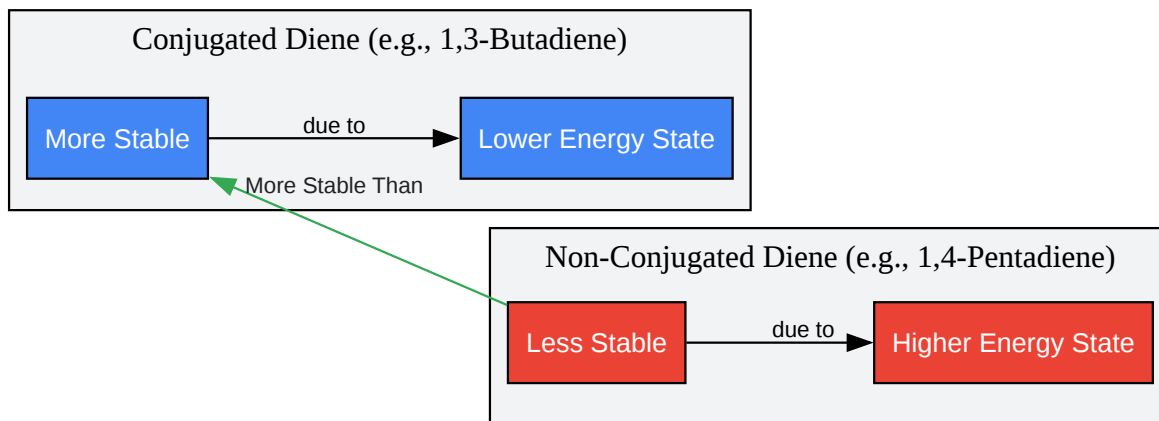 Conjugated Diene (e.g., 1,3-Butadiene)
More Stable
due to
Lower Energy State
More Stable Than
Non-Conjugated Diene (e.g., 1,4-Pentadiene)
Less Stable
due to
Higher Energy State